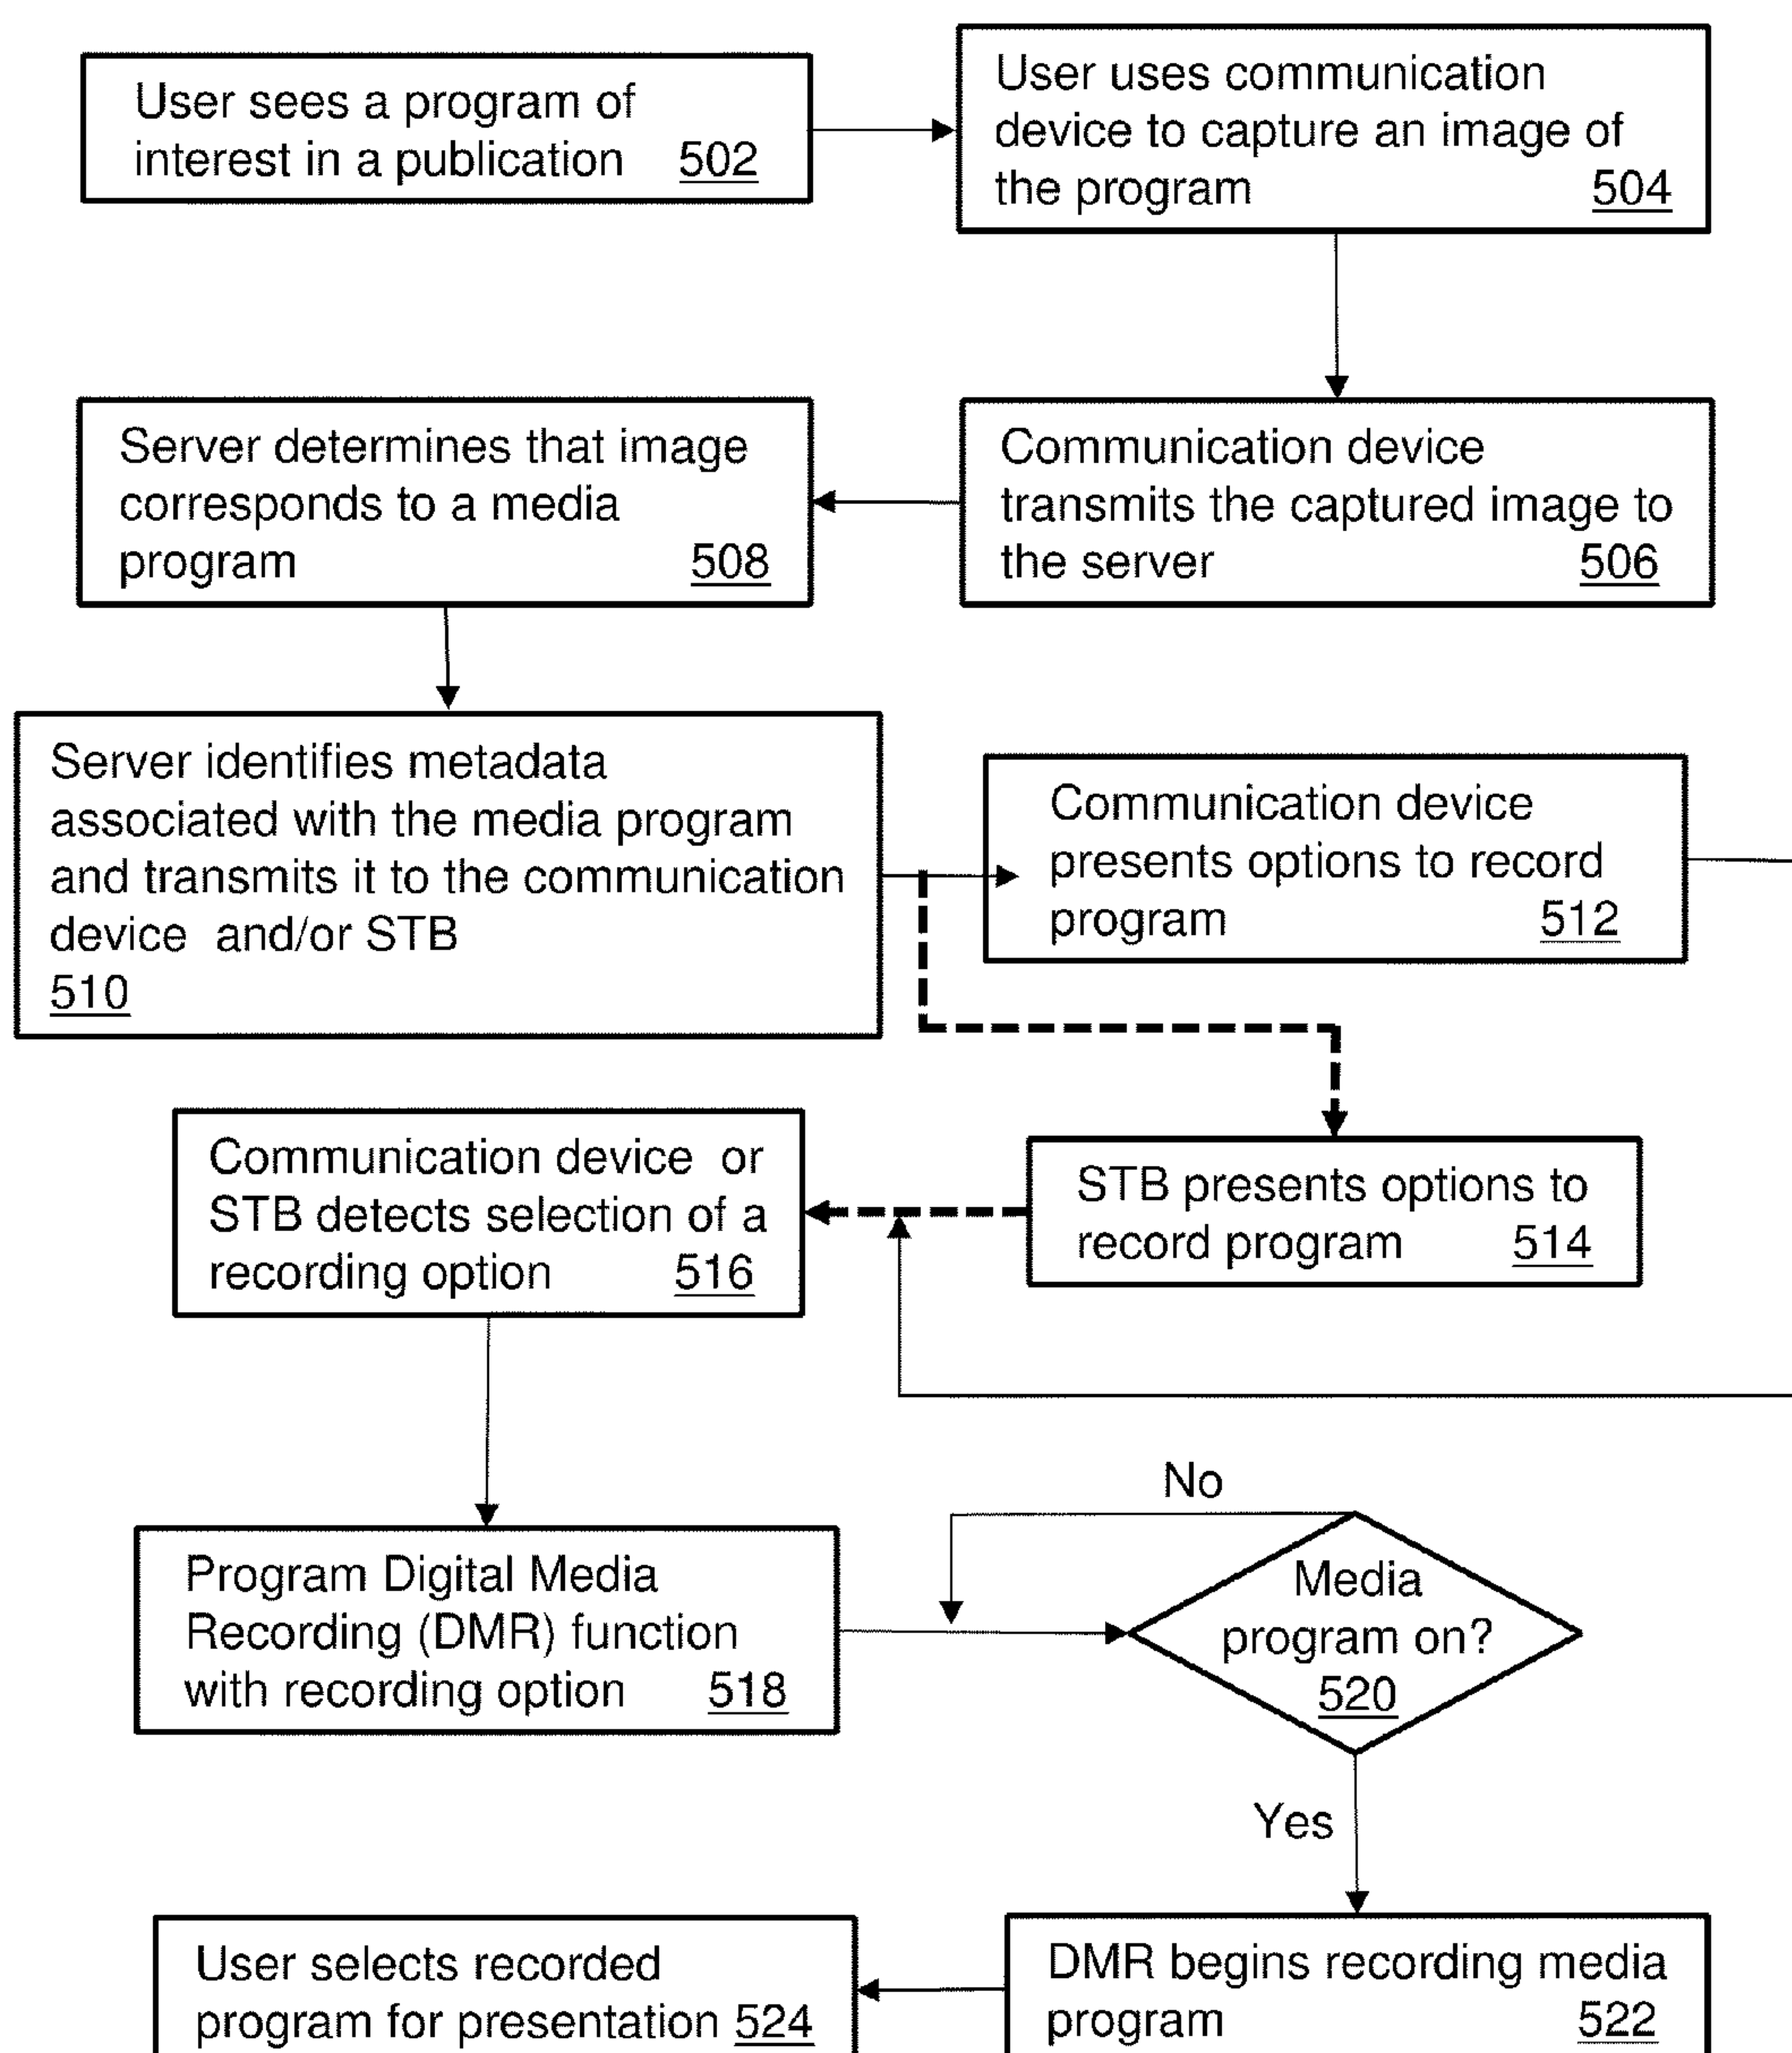 User sees a program of
interest in a publication 502
User uses communication
device to capture an image of
the program 504
Server determines that image
corresponds to a media
program 508
Communication device
transmits the captured image to
the server 506
Server identifies metadata
associated with the media program
and transmits it to the communication
device and/or STB
510
Communication device
presents options to record
program 512
Communication device or
STB detects selection of a
recording option 516
STB presents options to
record program 514
No
Program Digital Media
Recording (DMR) function
with recording option 518
Media
program on?
520
Yes
User selects recorded
program for presentation 524
DMR begins recording media
program 522